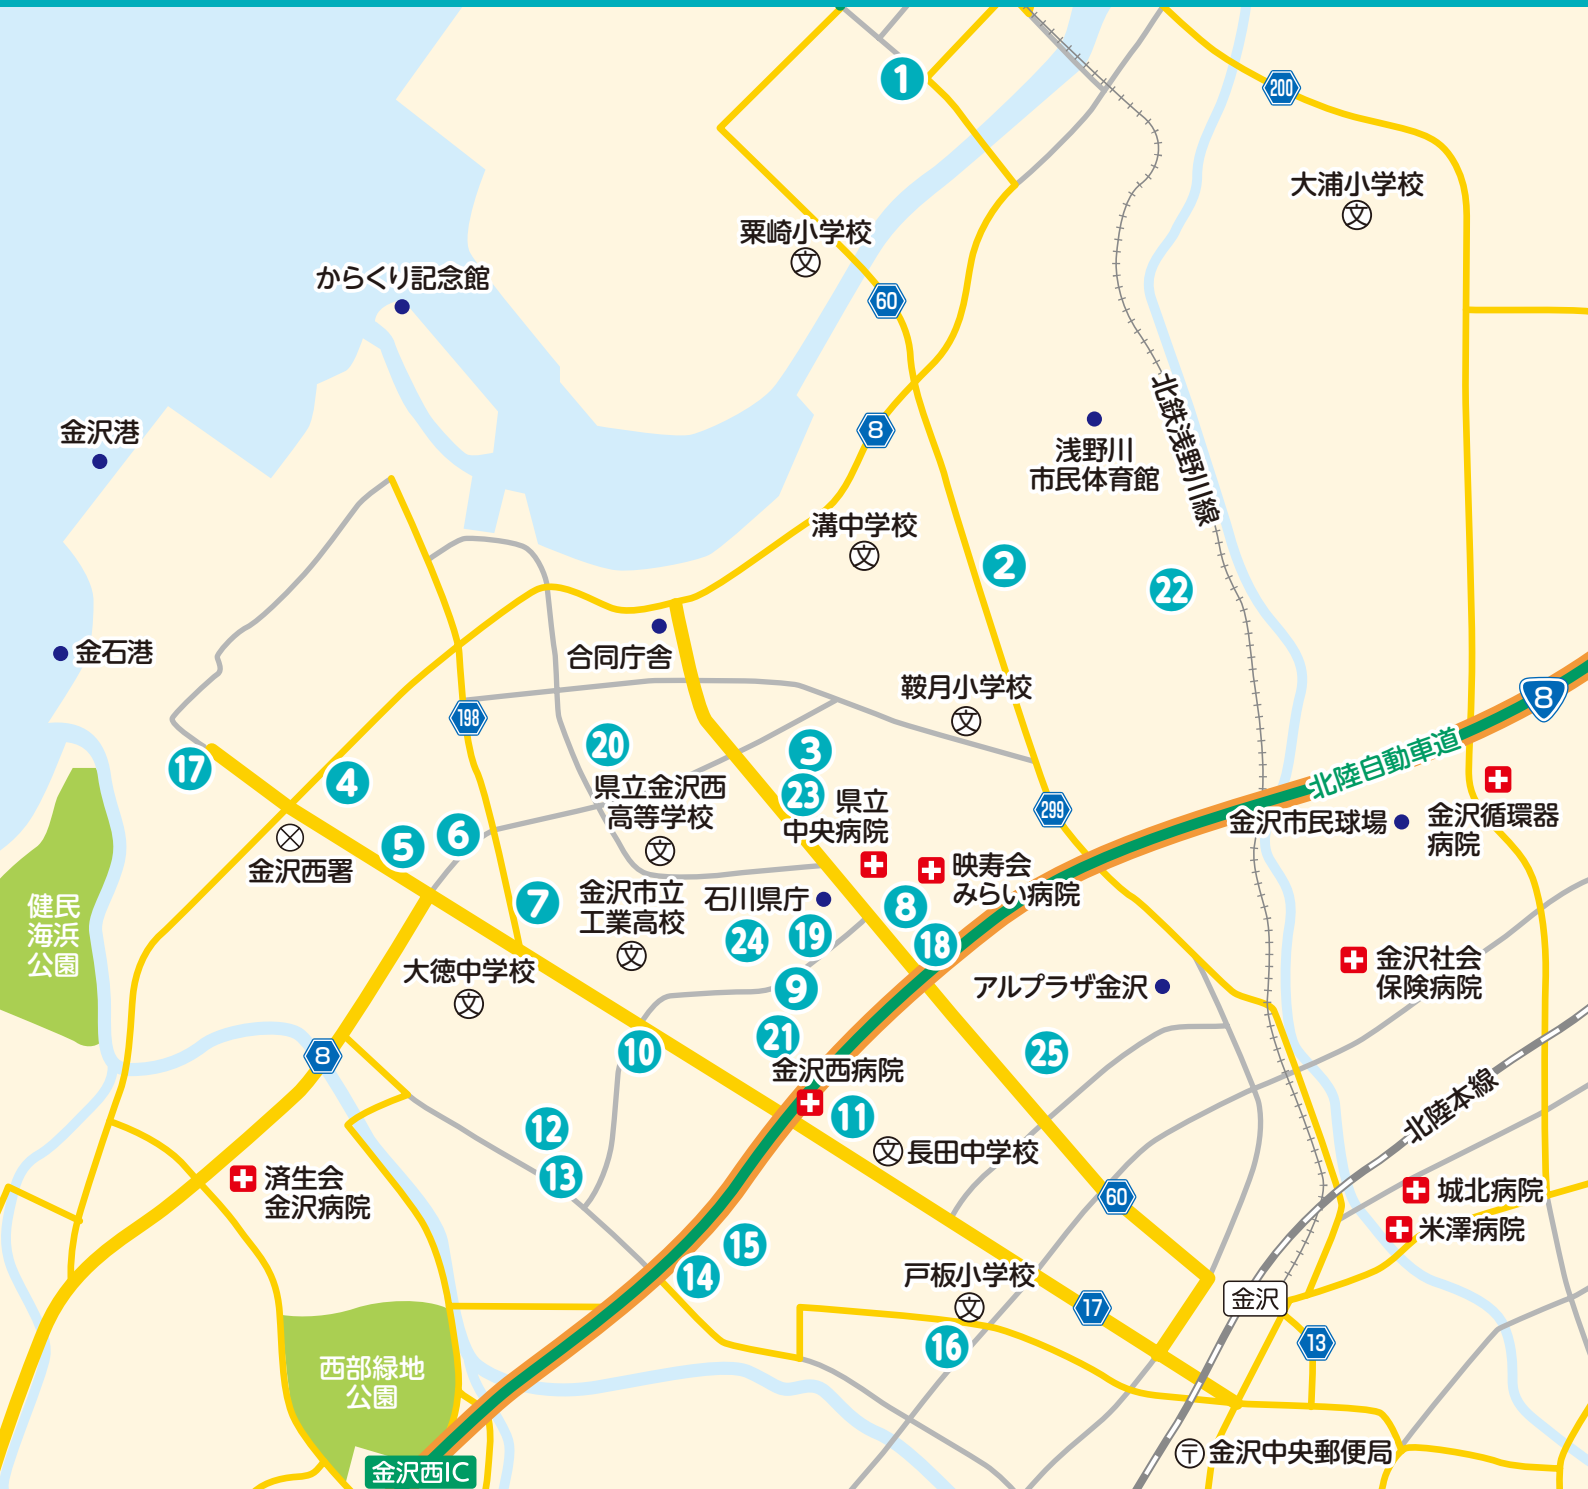 1
200
大浦小学校
粟崎小学校
文
文
からくり記念館
60
金沢港
8
北鉄浅野川線
浅野川
市民体育館
溝中学校
文
2
22
金石港
合同庁舎
鞍月小学校
文
8
198
17
4
20
3
北陸自動車道
県立金沢西
高等学校
文
23
県立
中央病院
299
金沢市民球場
金沢循環器
病院
5
6
金沢西署
映寿会
みらい病院
7
金沢市立
工業高校
文
石川県庁
8
健民
海浜
公園
24
19
18
金沢社会
保険病院
大徳中学校
文
アルプラザ金沢
9
8
10
21
25
金沢西病院
北陸本線
11
12
文
長田中学校
13
済生会
金沢病院
60
城北病院
米澤病院
15
14
戸板小学校
文
17
金沢
16
13
西部緑地
公園
金沢西IC
〒
金沢中央郵便局